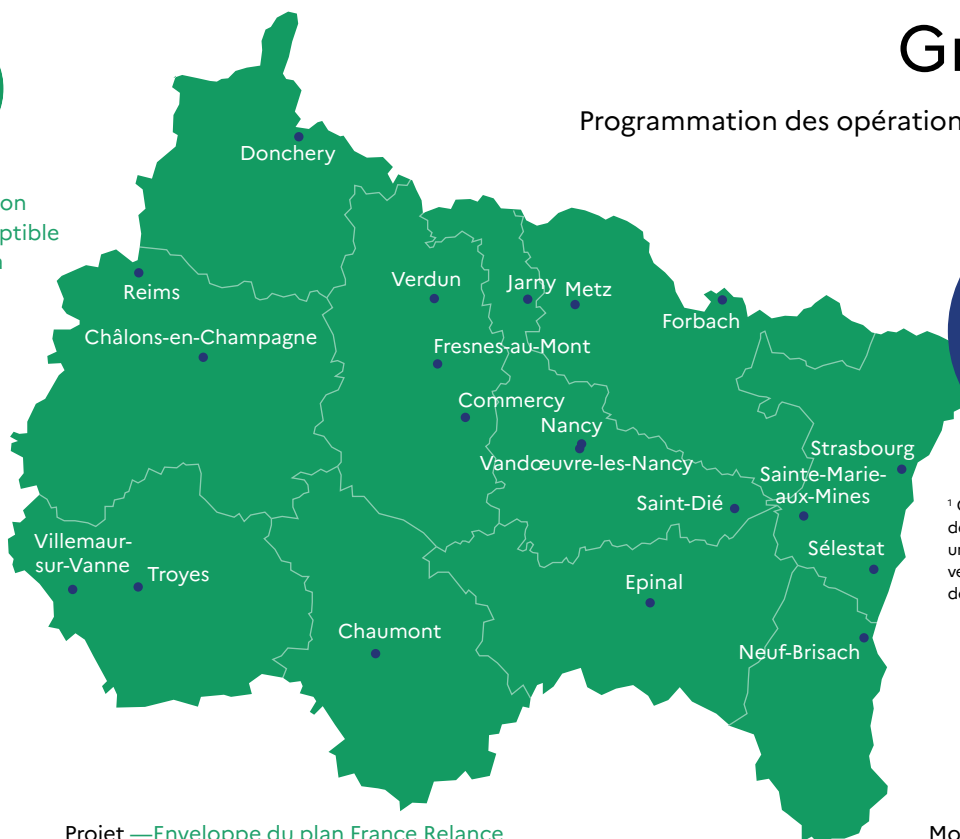 Gr
Programmation des opération
on
ptible
n
Donchery
Reims
Verdun
Jarny
Metz
Forbach
Châlons-en-Champagne
Fresnes-au-Mont
Commercy
Nancy
Vandœuvre-les-Nancy
Strasbourg
Sainte-Marie-
aux-Mines
Saint-Dié
Villemaur-
sur-Vanne
Troyes
Sélestat
Epinal
Chaumont
Neuf-Brisach
Projet —Enveloppe du plan France Relance
Mo